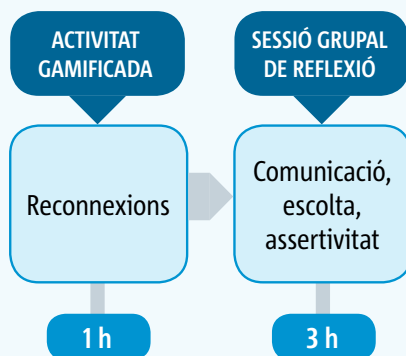 ACTIVITAT
GAMIFICADA
Reconnexions
1 h
SESSIÓ GRUPAL
DE REFLEXIÓ
Comunicació,
escolta,
assertivitat
3 h